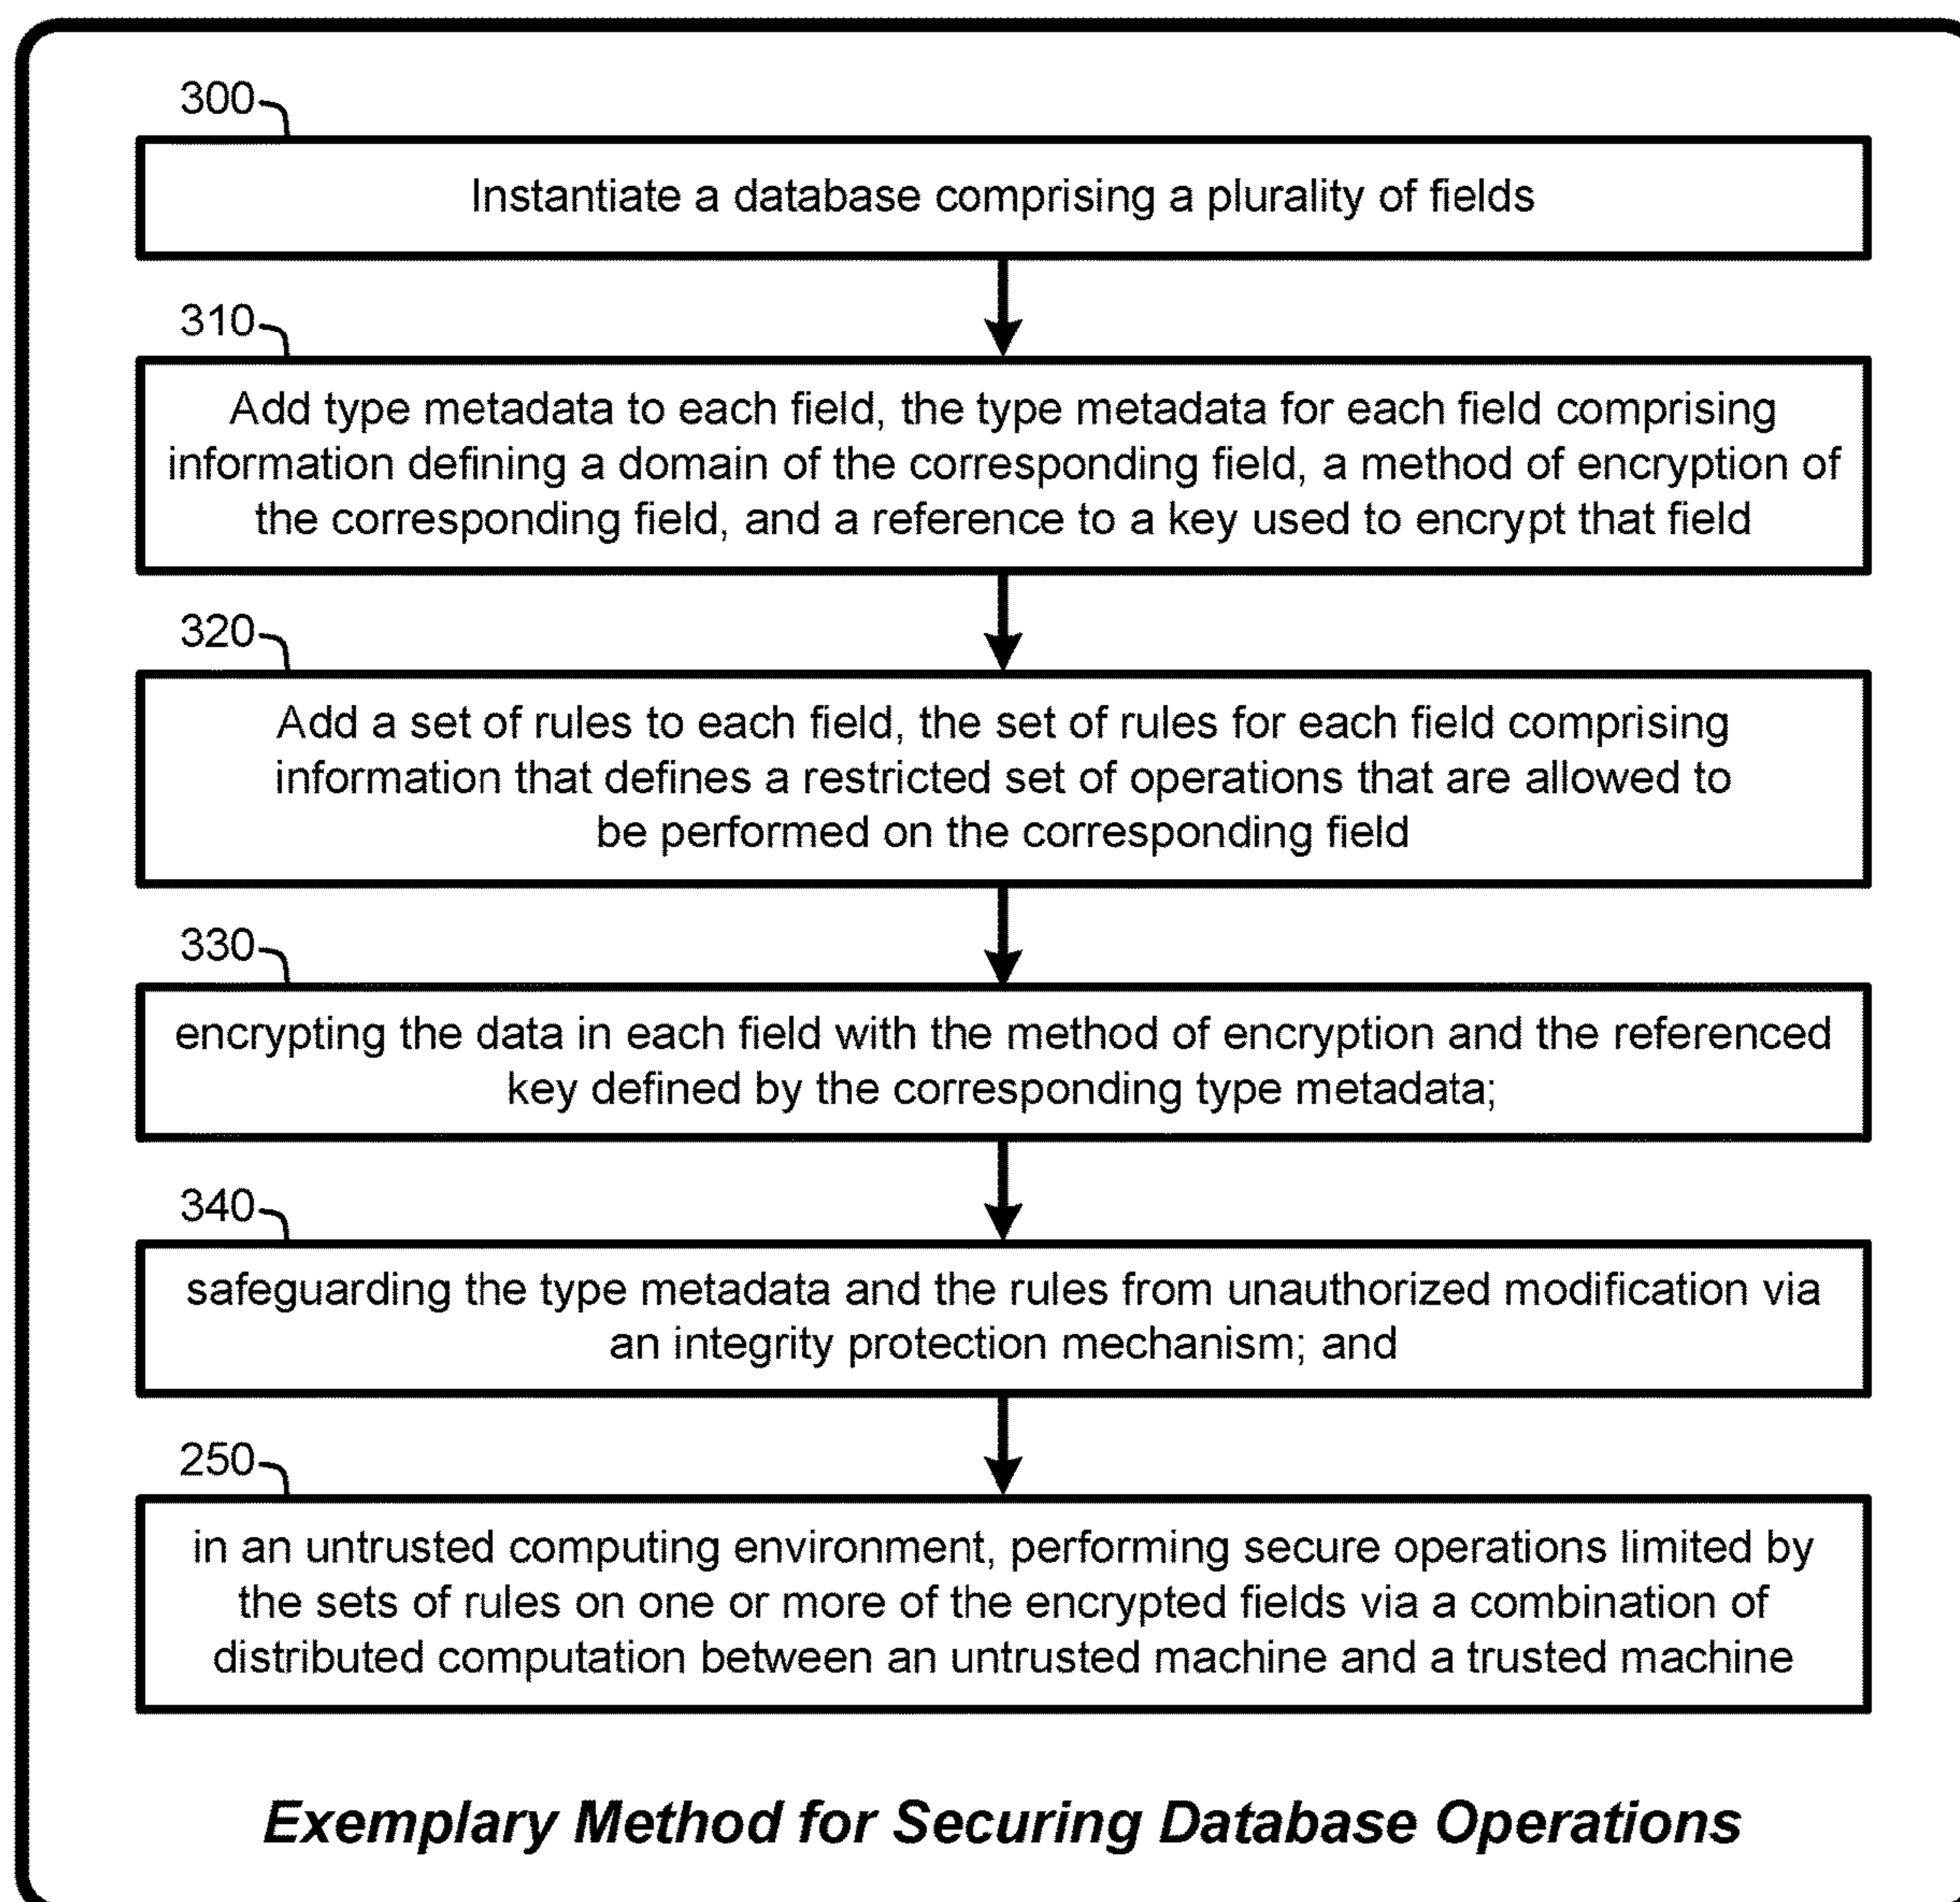 300
Instantiate a database comprising a plurality of fields
310
Add type metadata to each field, the type metadata for each field comprising
information defining a domain of the corresponding field, a method of encryption of
the corresponding field, and a reference to a key used to encrypt that field
320
Add a set of rules to each field, the set of rules for each field comprising
information that defines a restricted set of operations that are allowed to
be performed on the corresponding field
330
encrypting the data in each field with the method of encryption and the referenced
key defined by the corresponding type metadata;
340
safeguarding the type metadata and the rules from unauthorized modification via
an integrity protection mechanism; and
250
in an untrusted computing environment, performing secure operations limited by
the sets of rules on one or more of the encrypted fields via a combination of
distributed computation between an untrusted machine and a trusted machine
Exemplary Method for Securing Database Operations